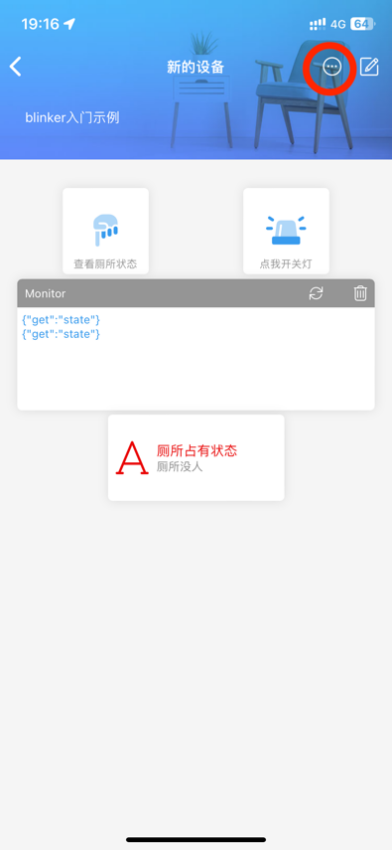 19:16
4G
64
新的设备
blinker入门示例
查看厕所状态
点我开关灯
Monitor
{"get":"state"}
{"get":"state"}
A
厕所占有状态
厕所没人